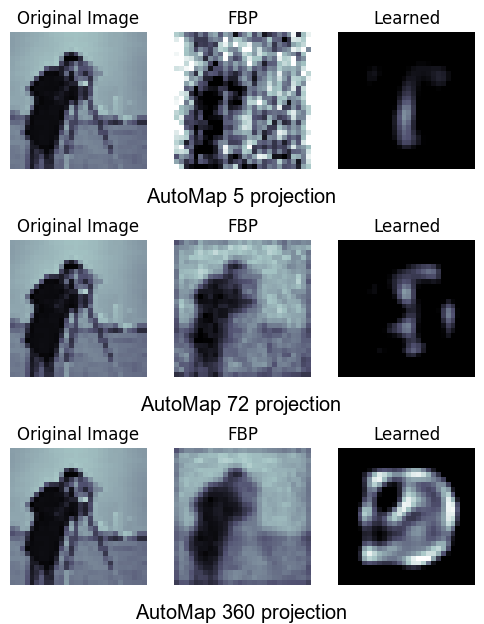 Original Image FBP Learned
AutoMap 5 projection
Original Image FBP Learned
AutoMap 72 projection
Original Image FBP Learned
AutoMap 360 projection